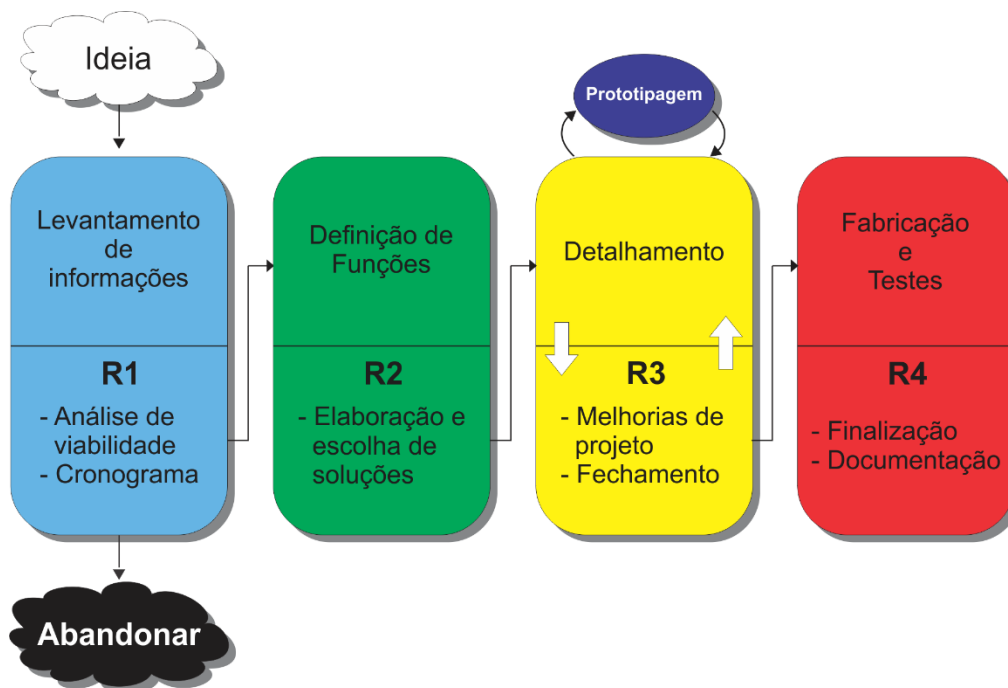 Ideia
Levantamento
de
informações
R1
- Análise de
viabilidade
- Cronograma
Abandonar
Definição de
Funções
R2
- Elaboração e
escolha de
soluções
Prototipagem
Detalhamento
R3
- Melhorias de
projeto
- Fechamento
Fabricação
e
Testes
R4
- Finalização
- Documentação